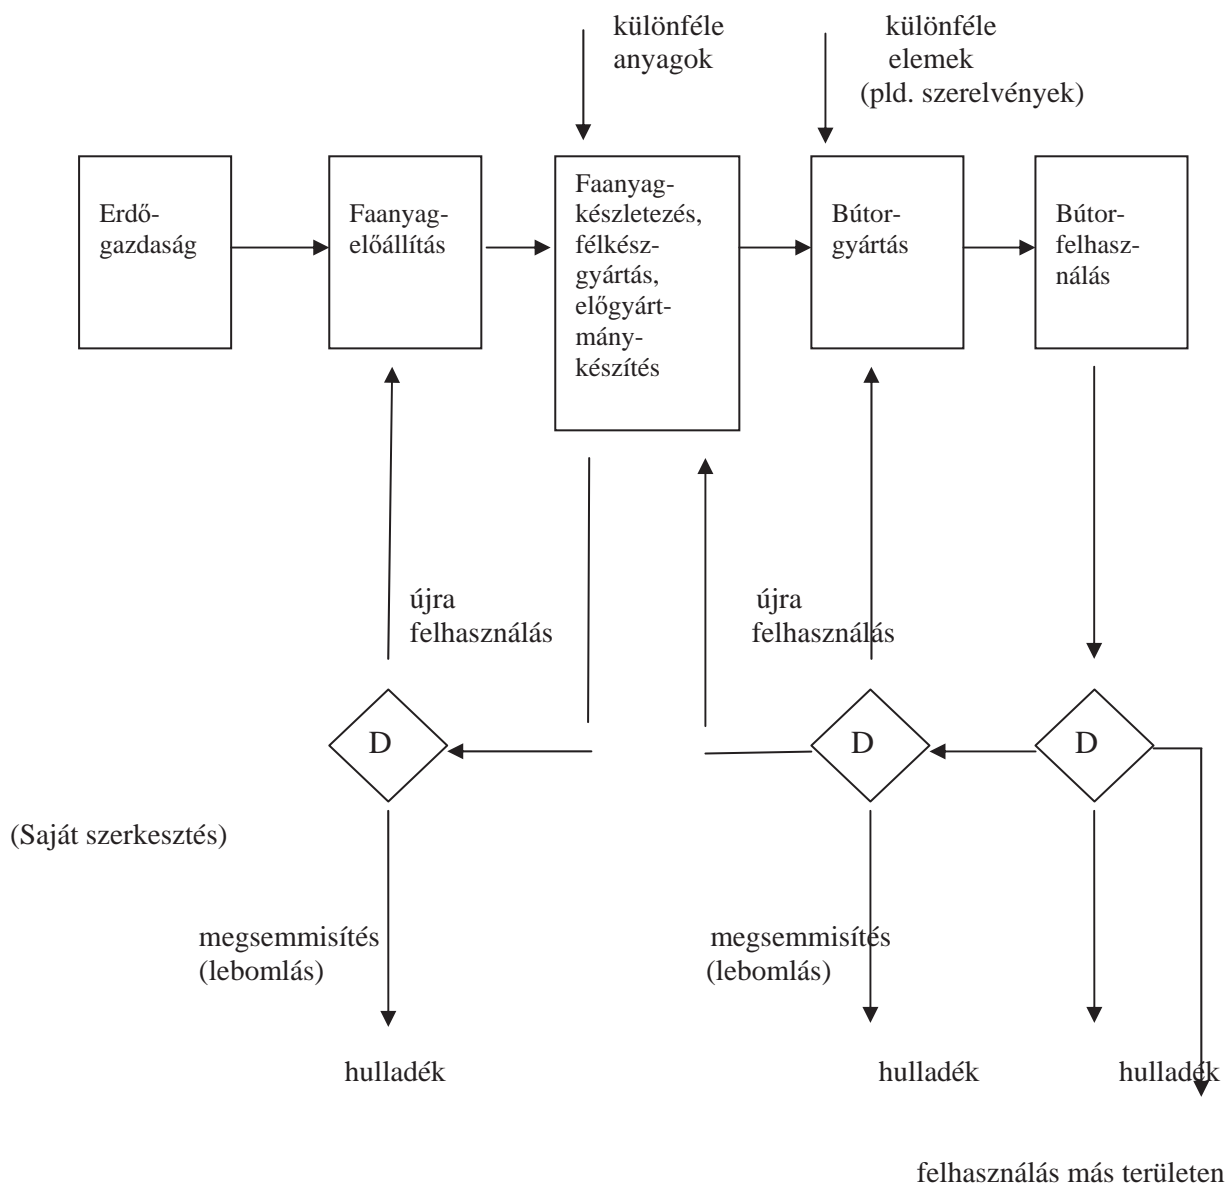 különféle
anyagok
különféle
elemek
(pld. szerelvények)
Erdő-
gazdaság
Faanyag-
előállítás
Faanyag-
készletezés,
félkész-
gyártás,
előgyárt-
mány-
készítés
Bútor-
gyártás
Bútor-
felhasz-
nálás
újra
felhasználás
újra
felhasználás
D
D
D
(Saját szerkesztés)
megsemmisítés
(lebomlás)
megsemmisítés
(lebomlás)
hulladék
hulladék
hulladék
felhasználás más területen